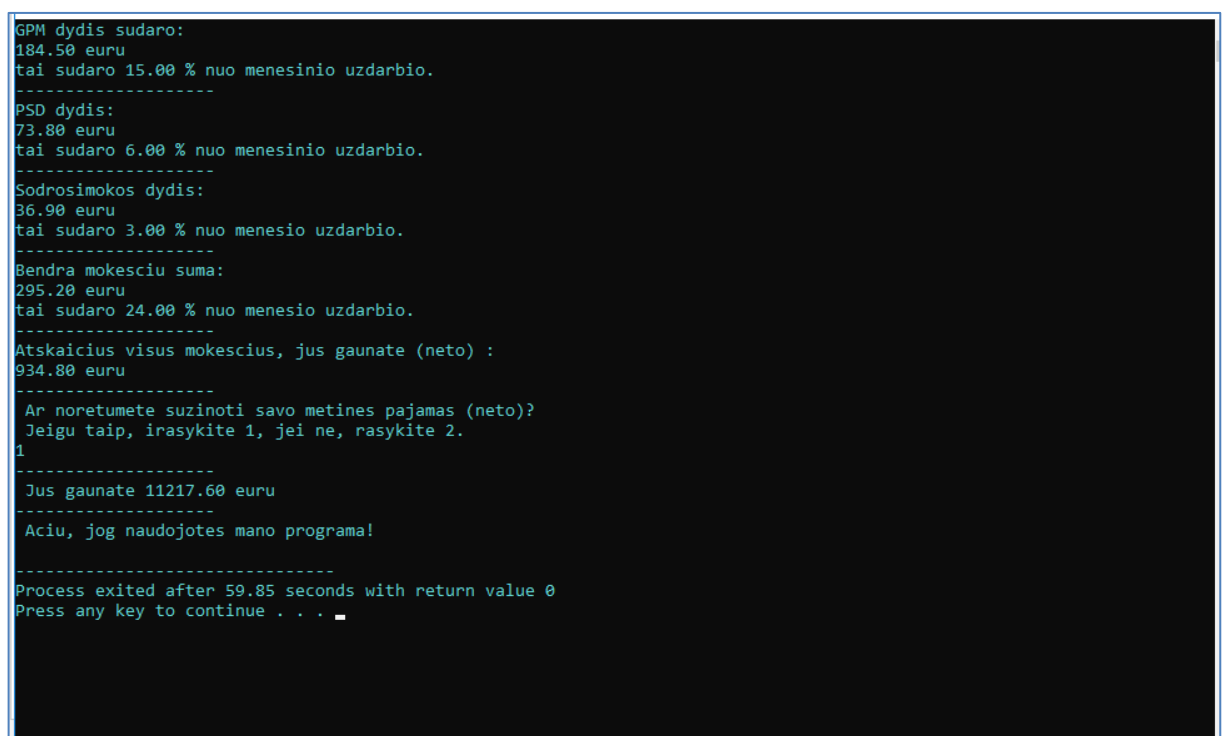 GPM dydis sudaro:
184.50 euru
tai sudaro 15.00 % nuo menesinio uzdarbio.
--------------------
PSD dydis:
73.80 euru
tai sudaro 6.00 % nuo menesinio uzdarbio.
--------------------
Sodrosimokos dydis:
36.90 euru
tai sudaro 3.00 % nuo menesio uzdarbio.
--------------------
Bendra mokesciu suma:
295.20 euru
tai sudaro 24.00 % nuo menesio uzdarbio.
--------------------
Atskaicius visus mokescius, jus gaunate (neto) :
934.80 euru
--------------------
Ar noretumete suzinoti savo metines pajamas (neto)?
Jeigu taip, irasykite 1, jei ne, rasykite 2.
1
--------------------
Jus gaunate 11217.60 euru
--------------------
Aciu, jog naudojotes mano programa!
--------------------------------
Process exited after 59.85 seconds with return value 0
Press any key to continue . . .